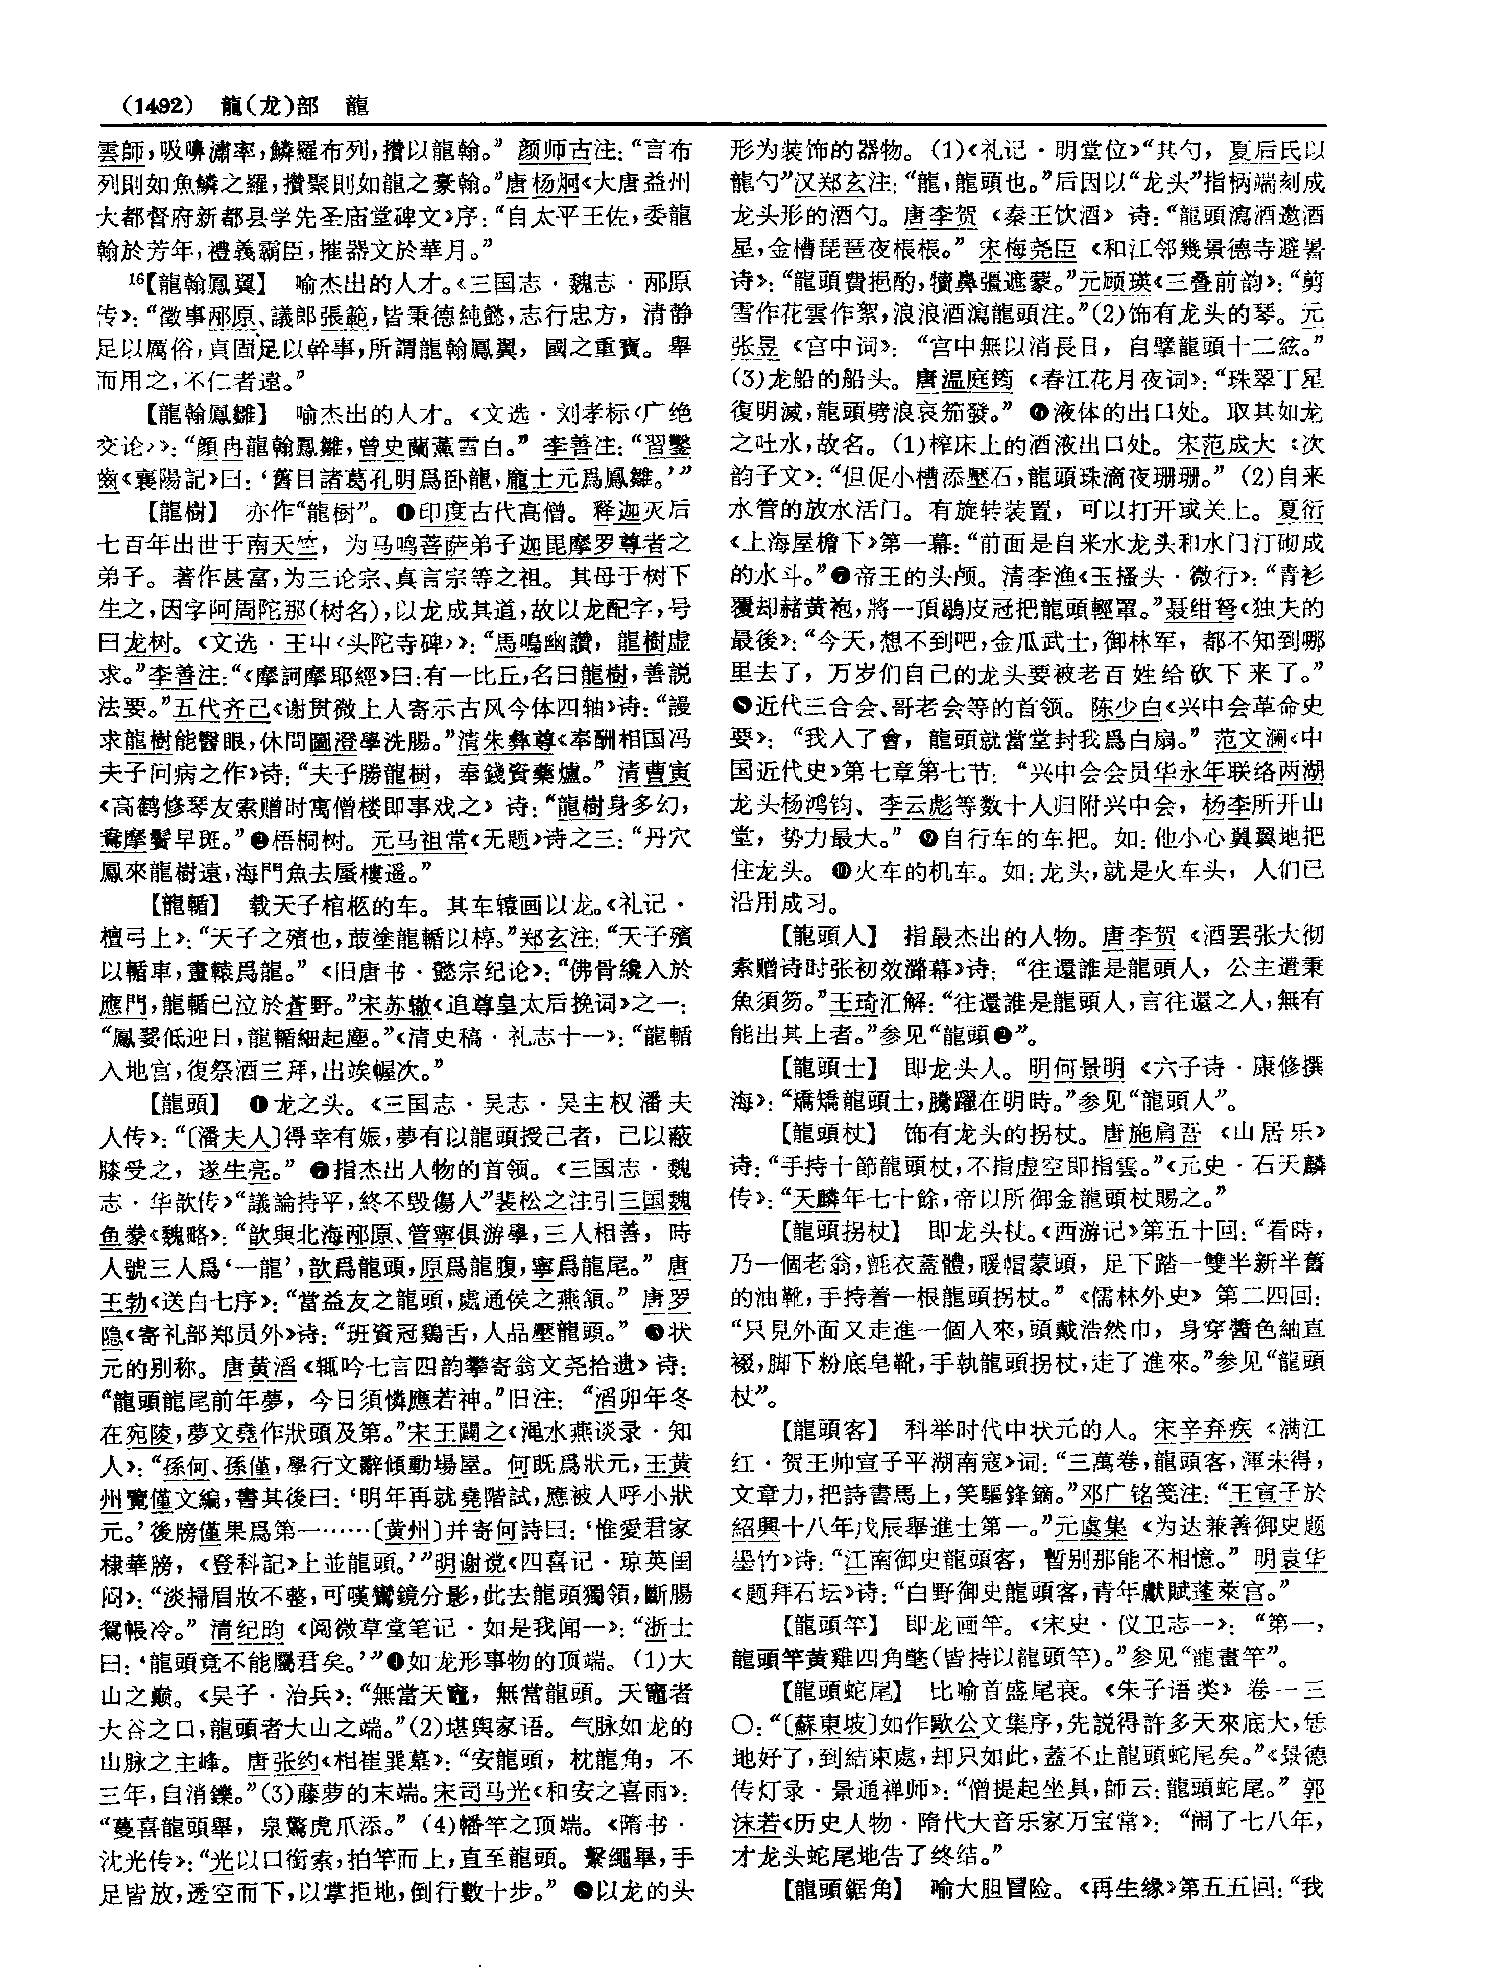 (1492) 龍(龙)部 龍
雲師,吸嚊潚率,鱗羅布列,攢以龍翰。”颜师古注:“言布
列則如魚鱗之羅,攢聚則如龍之豪翰。”唐杨炯《大唐益州
大都督府新都县学先圣庙堂碑文》序:“自太平王佐,委龍
翰於芳年,禮義霸臣,摧器文於華月。”
16【龍翰鳳翼】 喻杰出的人才。《三国志·魏志·邴原
传》:“徵事邴原、議郎張範,皆秉德純懿,志行忠方,清静
足以厲俗,貞固足以幹事,所謂龍翰鳳翼,國之重寶。舉
而用之,不仁者遠。”
【龍翰鳳雛】 喻杰出的人才。《文选·刘孝标〈广绝
交论〉》:“顔冉龍翰鳳雛,曾史蘭薰雪白。”李善注:“習鑿
齒《襄陽記》曰:‘舊目諸葛孔明爲卧龍,龐士元爲鳳雛。’”
【龍樹】 亦作“龍树”。❶印度古代高僧。释迦灭后
七百年出世于南天竺,为马鸣菩萨弟子迦毘摩罗尊者之
弟子。著作甚富,为三论宗、真言宗等之祖。其母于树下
生之,因字阿周陀那(树名),以龙成其道,故以龙配字,号
曰龙树。《文选·王屮〈头陀寺碑〉》:“馬鳴幽讚,龍樹虚
求。”李善注:“《摩訶摩耶經》曰:有一比丘,名曰龍樹,善説
法要。”五代齐己《谢贯微上人寄示古风今体四轴》诗:“謾
求龍樹能醫眼,休問圖澄學洗腸。”清朱彝尊《奉酬相国冯
夫子问病之作》诗:“夫子勝龍樹,奉錢資藥爐。”清曹寅
《高鹤修琴友索赠时寓僧楼即事戏之》诗:“龍樹身多幻,
鴦摩鬢早斑。”❷梧桐树。元马祖常《无题》诗之三:“丹穴
鳳來龍樹遠,海門魚去蜃樓遥。”
【龍輴】 载天子棺柩的车。其车辕画以龙。《礼记·
檀弓上》:“天子之殯也,菆塗龍輴以椁。”郑玄注:“天子殯
以輴車,畫轅爲龍。”《旧唐书·懿宗纪论》:“佛骨纔入於
應門,龍輴已泣於蒼野。”宋苏辙《追尊皇太后挽词》之一:
“鳳翣低迎日,龍輴細起塵。”《清史稿·礼志十一》:“龍輴
入地宫,復祭酒三拜,出竢幄次。”
【龍頭】 ❶龙之头。《三国志·吴志·吴主权潘夫
人传》:“〔潘夫人〕得幸有娠,夢有以龍頭授己者,己以蔽
膝受之,遂生亮。”❷指杰出人物的首领。《三国志·魏
志·华歆传》“議論持平,終不毁傷人”裴松之注引三国魏
鱼豢《魏略》:“歆與北海邴原、管寧俱游學,三人相善,時
人號三人爲‘一龍’,歆爲龍頭,原爲龍腹,寧爲龍尾。”唐
王勃《送白七序》:“當益友之龍頭,處通侯之燕頷。”唐罗
隐《寄礼部郑员外》诗:“班資冠鷄舌,人品壓龍頭。”❸状
元的别称。唐黄滔《辄吟七言四韵攀寄翁文尧拾遗》诗:
“龍頭龍尾前年夢,今日須憐應若神。”旧注:“滔卯年冬
在宛陵,夢文堯作狀頭及第。”宋王闢之《渑水燕谈录·知
人》:“孫何、孫僅,學行文辭傾動場屋。何既爲狀元,王黄
州覽僅文編,書其後曰:‘明年再就堯階試,應被人呼小狀
元。’後牓僅果爲第一……〔黄州〕并寄何詩曰:‘惟愛君家
棣華牓,《登科記》上並龍頭。’”明谢谠《四喜记·琼英闺
闷》:“淡掃眉妝不整,可嘆鸞鏡分影,此去龍頭獨領,斷腸
鴛帳冷。”清纪昀《阅微草堂笔记·如是我闻一》:“浙士
曰:‘龍頭竟不能屬君矣。’”❹如龙形事物的顶端。(1)大
山之巅。《吴子·治兵》:“無當天竈,無當龍頭。天竈者
大谷之口,龍頭者大山之端。”(2)堪舆家语。气脉如龙的
山脉之主峰。唐张约《相崔巽墓》:“安龍頭,枕龍角,不
三年,自消鑠。”(3)藤萝的末端。宋司马光《和安之喜雨》:
“蔓喜龍頭舉,泉驚虎爪添。”(4)幡竿之顶端。《隋书·
沈光传》:“光以口銜索,拍竿而上,直至龍頭。繫繩畢,手
足皆放,透空而下,以掌拒地,倒行數十步。”❺以龙的头
形为装饰的器物。(1)《礼记·明堂位》“其勺,夏后氏以
龍勺”汉郑玄注:“龍,龍頭也。”后因以“龙头”指柄端刻成
龙头形的酒勺。唐李贺《秦王饮酒》诗:“龍頭瀉酒邀酒
星,金槽琵琶夜棖棖。”宋梅尧臣《和江邻幾景德寺避暑
诗》:“龍頭費挹酌,犢鼻彊遮蒙。”元顾瑛《三叠前韵》:“剪
雪作花雲作絮,浪浪酒瀉龍頭注。”(2)饰有龙头的琴。元
张昱《宫中词》:“宫中無以消長日,自擘龍頭十二絃。”
(3)龙船的船头。唐温庭筠《春江花月夜词》:“珠翠丁星
復明滅,龍頭劈浪哀笳發。”❻液体的出口处。取其如龙
之吐水,故名。(1)榨床上的酒液出口处。宋范成大《次
韵子文》:“但促小槽添壓石,龍頭珠滴夜珊珊。”(2)自来
水管的放水活门。有旋转装置,可以打开或关上。夏衍
《上海屋檐下》第一幕:“前面是自来水龙头和水门汀砌成
的水斗。”❼帝王的头颅。清李渔《玉搔头·微行》:“青衫
覆却赭黄袍,將一頂鶡皮冠把龍頭輕罩。”聂绀弩《独夫的
最後》:“今天,想不到吧,金瓜武士,御林军,都不知到哪
里去了,万岁们自己的龙头要被老百姓给砍下来了。”
❽近代三合会、哥老会等的首领。陈少白《兴中会革命史
要》:“我入了會,龍頭就當堂封我爲白扇。”范文澜《中
国近代史》第七章第七节:“兴中会会员华永年联络两湖
龙头杨鸿钧、李云彪等数十人归附兴中会,杨李所开山
堂,势力最大。”❾自行车的车把。如:他小心翼翼地把
住龙头。❿火车的机车。如:龙头,就是火车头,人们已
沿用成习。
【龍頭人】 指最杰出的人物。唐李贺《酒罢张大彻
索赠诗时张初效潞幕》诗:“往還誰是龍頭人,公主遣秉
魚須笏。”王琦汇解:“往還誰是龍頭人,言往還之人,無有
能出其上者。”参见“龍頭❷”。
【龍頭士】 即龙头人。明何景明《六子诗·康修撰
海》:“矯矯龍頭士,騰躍在明時。”参见“龍頭人”。
【龍頭杖】 饰有龙头的拐杖。唐施肩吾《山居乐》
诗:“手持十節龍頭杖,不指虚空即指雲。”《元史·石天麟
传》:“天麟年七十餘,帝以所御金龍頭杖賜之。”
【龍頭拐杖】 即龙头杖。《西游记》第五十回:“看時,
乃一個老翁,氈衣蓋體,暖帽蒙頭,足下踏一雙半新半舊
的油靴,手持着一根龍頭拐杖。”《儒林外史》第二四回:
“只見外面又走進一個人來,頭戴浩然巾,身穿醬色紬直
裰,脚下粉底皂靴,手執龍頭拐杖,走了進來。”参见“龍頭
杖”。
【龍頭客】 科举时代中状元的人。宋辛弃疾《满江
红·贺王帅宣子平湖南寇》词:“三萬卷,龍頭客,渾未得,
文章力,把詩書馬上,笑驅鋒鏑。”邓广铭笺注:“王宣子於
紹興十八年戊辰舉進士第一。”元虞集《为达兼善御史题
墨竹》诗:“江南御史龍頭客,暫别那能不相憶。”明袁华
《题拜石坛》诗:“白野御史龍頭客,青年獻賦蓬萊宫。”
【龍頭竿】 即龙画竿。《宋史·仪卫志一》:“第一,
龍頭竿黄雞四角氅(皆持以龍頭竿)。”参见“龍畫竿”。
【龍頭蛇尾】 比喻首盛尾衰。《朱子语类》卷一三
〇:“〔蘇東坡〕如作歐公文集序,先説得許多天來底大,恁
地好了,到結束處,却只如此,蓋不止龍頭蛇尾矣。”《景德
传灯录·景通禅师》:“僧提起坐具,師云:龍頭蛇尾。”郭
沫若《历史人物·隋代大音乐家万宝常》:“闹了七八年,
才龙头蛇尾地告了终结。”
【龍頭鋸角】 喻大胆冒险。《再生缘》第五五回:“我